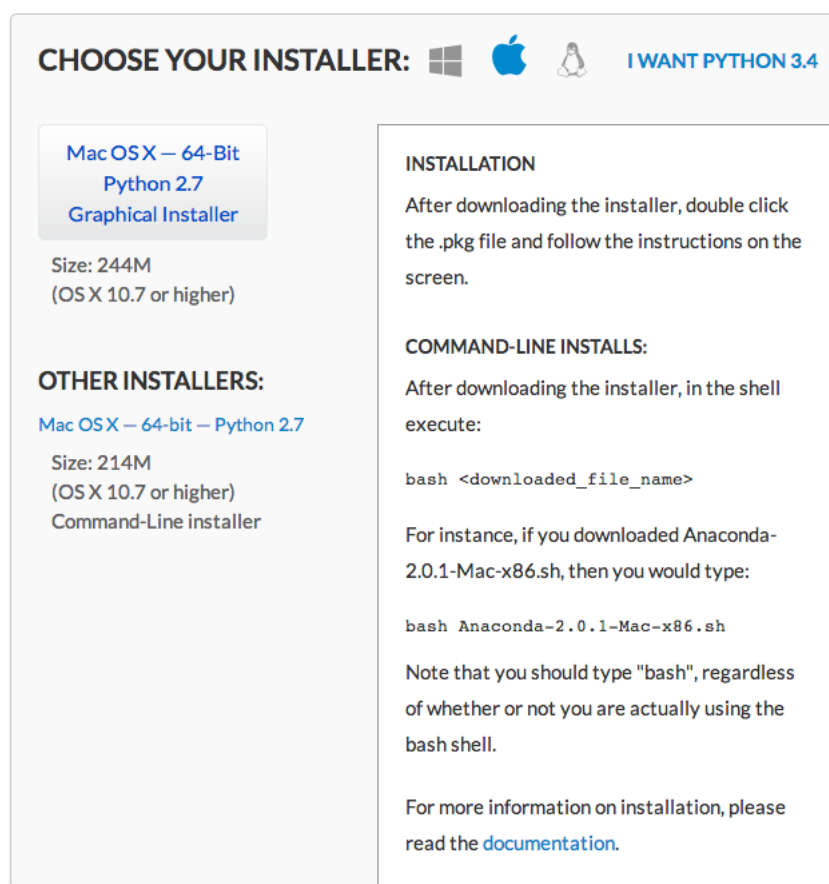 CHOOSE YOUR INSTALLER:
I WANT PYTHON 3.4
Mac OS X — 64-Bit
Python 2.7
Graphical Installer
Size: 244M
(OS X 10.7 or higher)
OTHER INSTALLERS:
Mac OS X — 64-bit — Python 2.7
Size: 214M
(OS X 10.7 or higher)
Command-Line installer
INSTALLATION
After downloading the installer, double click
the .pkg file and follow the instructions on the
screen.
COMMAND-LINE INSTALLS:
After downloading the installer, in the shell
execute:
bash <downloaded_file_name>
For instance, if you downloaded Anaconda-
2.0.1-Mac-x86.sh, then you would type:
bash Anaconda-2.0.1-Mac-x86.sh
Note that you should type "bash", regardless
of whether or not you are actually using the
bash shell.
For more information on installation, please
read the documentation.